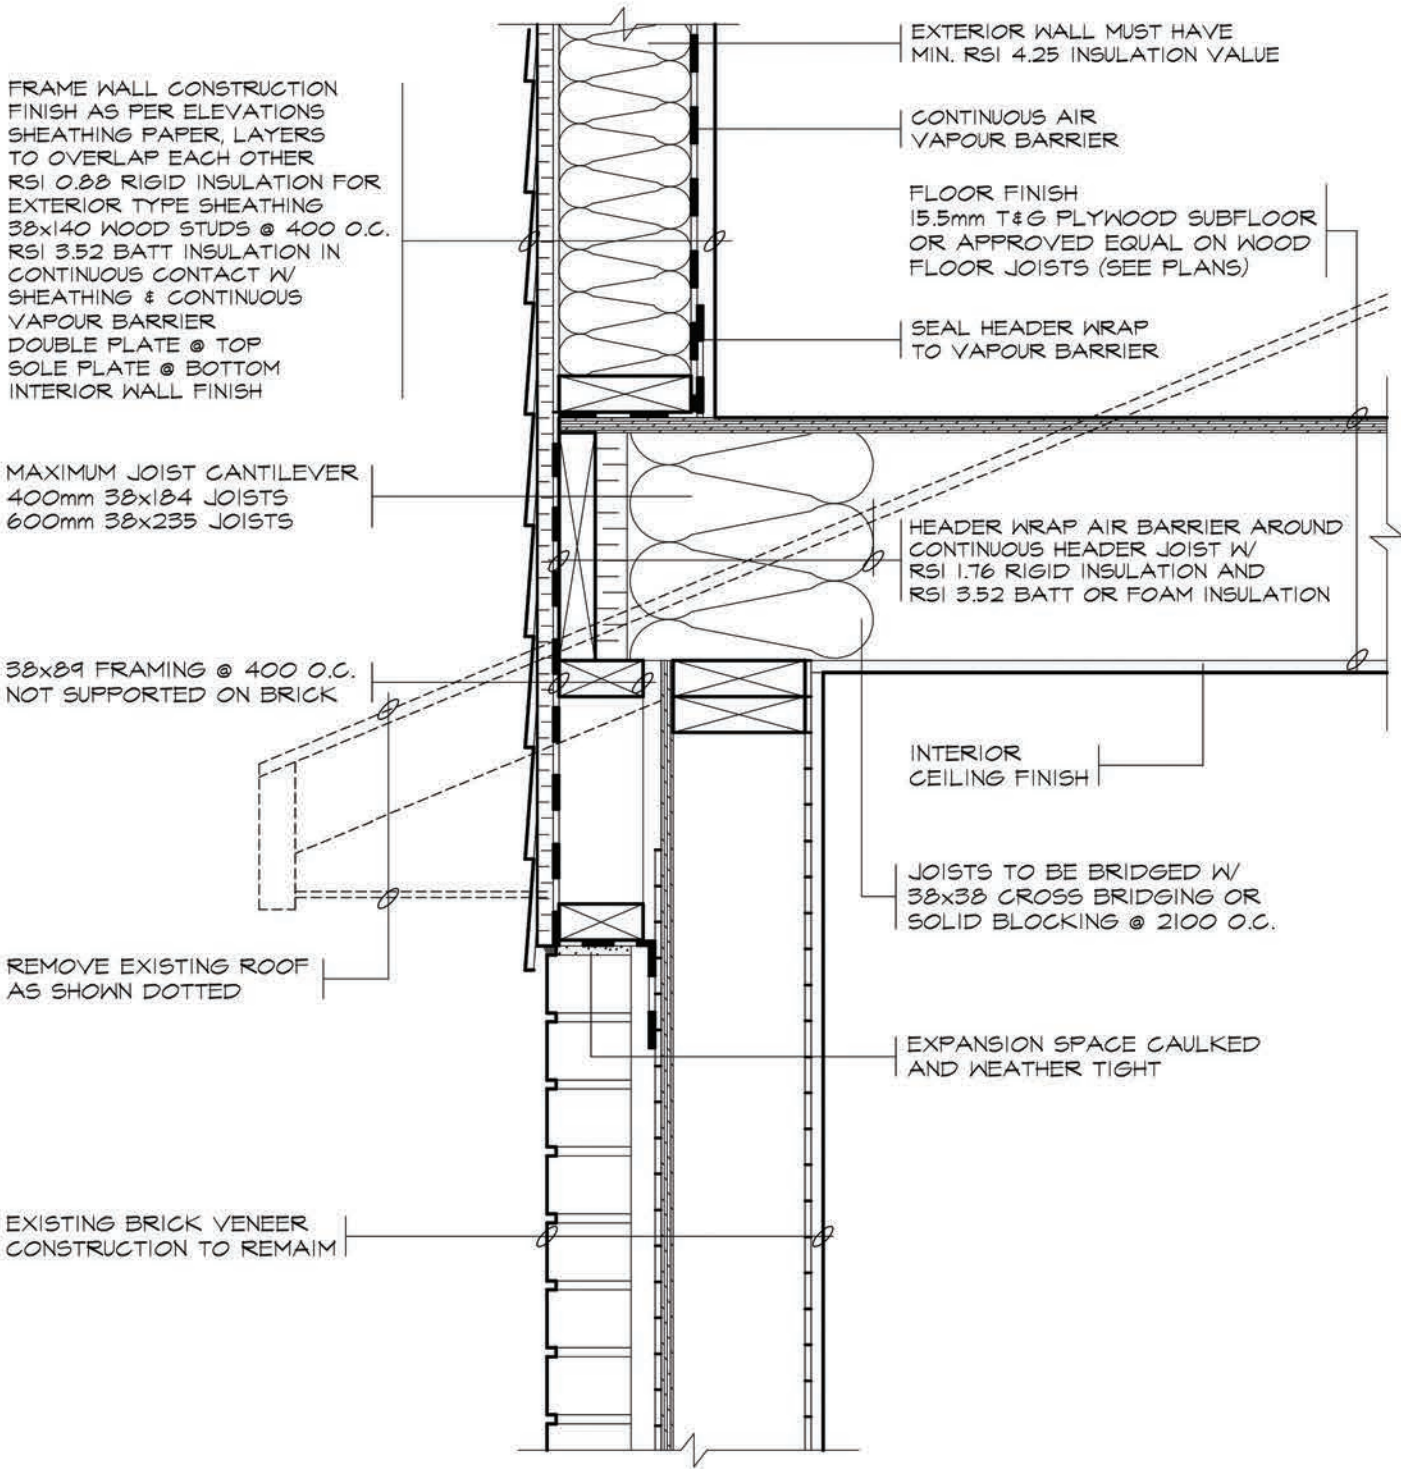 FRAME WALL CONSTRUCTION
FINISH AS PER ELEVATIONS
SHEATHING PAPER, LAYERS
TO OVERLAP EACH OTHER
RSI 0.88 RIGID INSULATION FOR
EXTERIOR TYPE SHEATHING
38x140 WOOD STUDS @ 400 O.C.
RSI 3.52 BATT INSULATION IN
CONTINUOUS CONTACT W/
SHEATHING & CONTINUOUS
VAPOUR BARRIER
DOUBLE PLATE @ TOP
SOLE PLATE @ BOTTOM
INTERIOR WALL FINISH
MAXIMUM JOIST CANTILEVER
400mm 38x184 JOISTS
600mm 38x235 JOISTS
38x89 FRAMING @ 400 O.C.
NOT SUPPORTED ON BRICK
REMOVE EXISTING ROOF
AS SHOWN DOTTED
EXISTING BRICK VENEER
CONSTRUCTION TO REMAIM
EXTERIOR WALL MUST HAVE
MIN. RSI 4.25 INSULATION VALUE
CONTINUOUS AIR
VAPOUR BARRIER
FLOOR FINISH
15.5mm T&G PLYWOOD SUBFLOOR
OR APPROVED EQUAL ON WOOD
FLOOR JOISTS (SEE PLANS)
SEAL HEADER WRAP
TO VAPOUR BARRIER
HEADER WRAP AIR BARRIER AROUND
CONTINUOUS HEADER JOIST W/
RSI 1.76 RIGID INSULATION AND
RSI 3.52 BATT OR FOAM INSULATION
INTERIOR
CEILING FINISH
JOISTS TO BE BRIDGED W/
38x38 CROSS BRIDGING OR
SOLID BLOCKING @ 2100 O.C.
EXPANSION SPACE CAULKED
AND WEATHER TIGHT